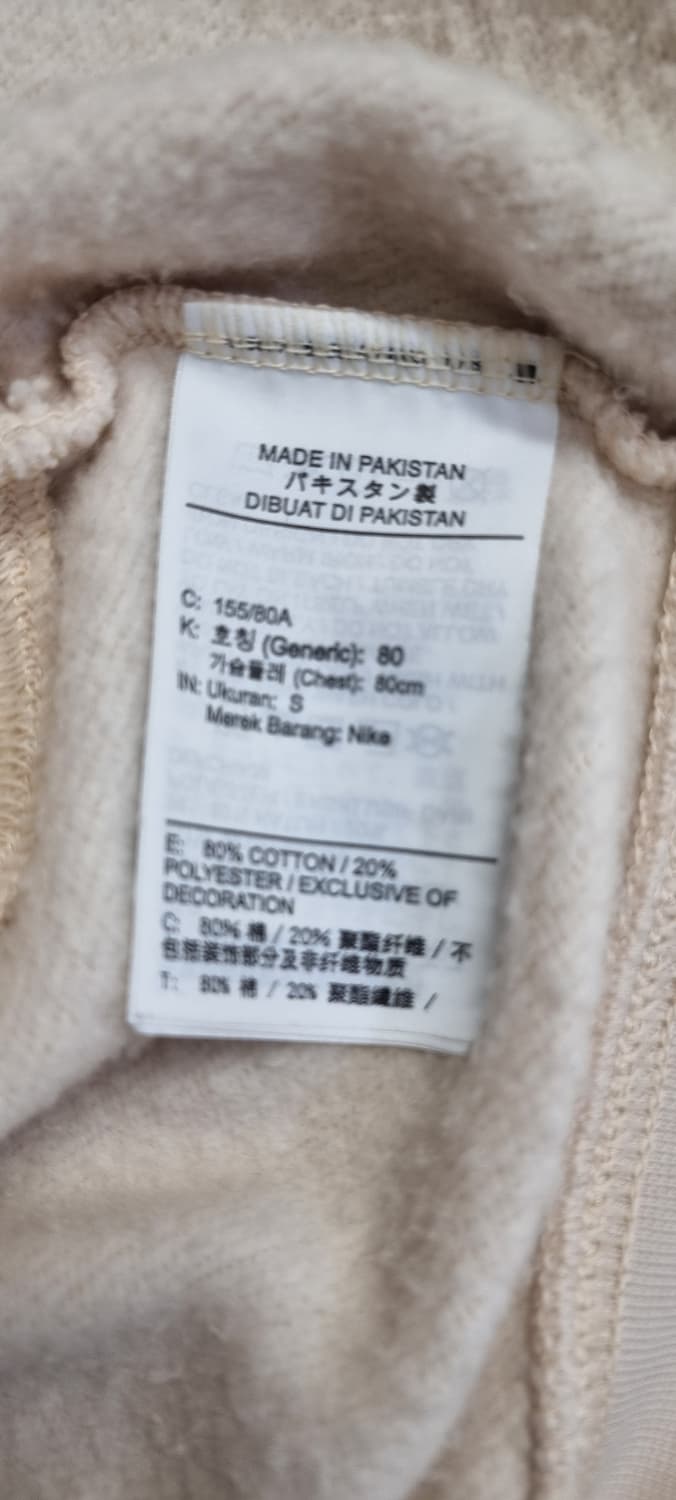 MADE IN PAKISTAN
パキスタン製
DIBUAT DI PAKISTAN
C: 155/80A
K: 호칭 (Generic): 80
가슴둘레 (Chest): 80cm
IN: Ukuran: S
Merek Barang: Nike
E: 80% COTTON / 20%
POLYESTER / EXCLUSIVE OF
DECORATION
C: 80% 棉 / 20% 聚酯纤维 / 不
包括装饰部分及非纤维物质
T: 80% 棉 / 20% 聚酯纖維 /